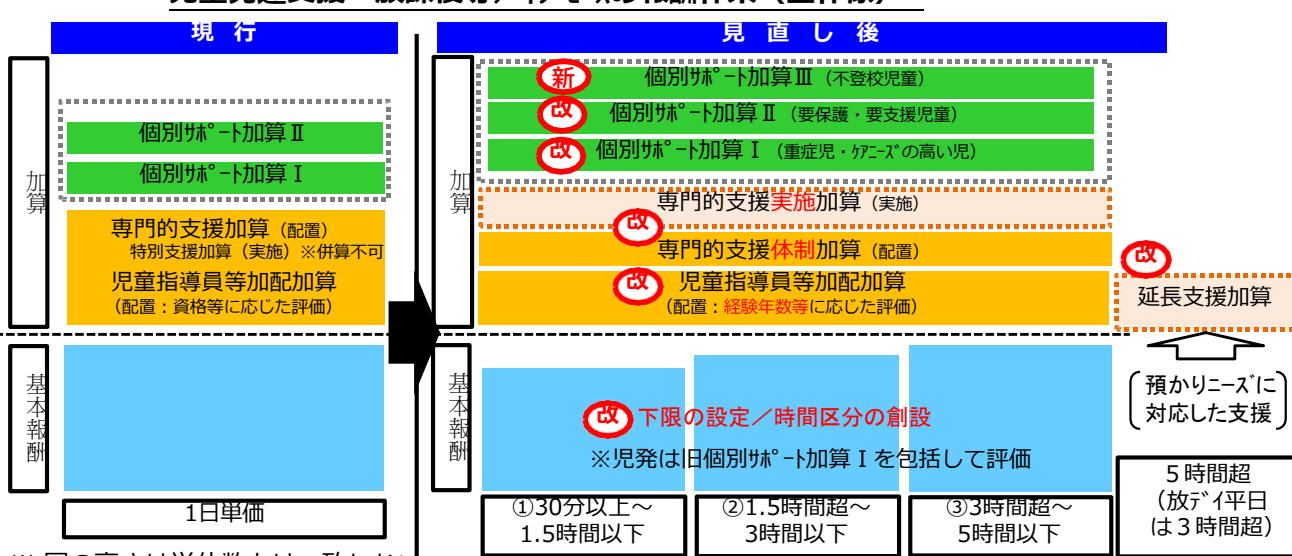 現 行
見 直 し 後
加算
個別ｻﾎﾟｰﾄ加算Ⅱ
個別ｻﾎﾟｰﾄ加算Ⅰ
専門的支援加算（配置）
特別支援加算（実施）※併算不可
児童指導員等加配加算
（配置：資格等に応じた評価）
基本報酬
1日単価
加算
新 個別ｻﾎﾟｰﾄ加算Ⅲ（不登校児童）
改 個別ｻﾎﾟｰﾄ加算Ⅱ（要保護・要支援児童）
改 個別ｻﾎﾟｰﾄ加算Ⅰ（重症児・ｹｱﾆｰｽﾞの高い児）
専門的支援実施加算（実施）
改
専門的支援体制加算（配置）
改 児童指導員等加配加算
（配置：経験年数等に応じた評価）
改
延長支援加算
預かりﾆｰｽﾞに
対応した支援
基本報酬
改 下限の設定／時間区分の創設
※児発は旧個別ｻﾎﾟｰﾄ加算Ⅰを包括して評価
①30分以上～
1.5時間以下
②1.5時間超～
3時間以下
③3時間超～
5時間以下
５時間超
（放ﾃﾞｲ平日
は３時間超）